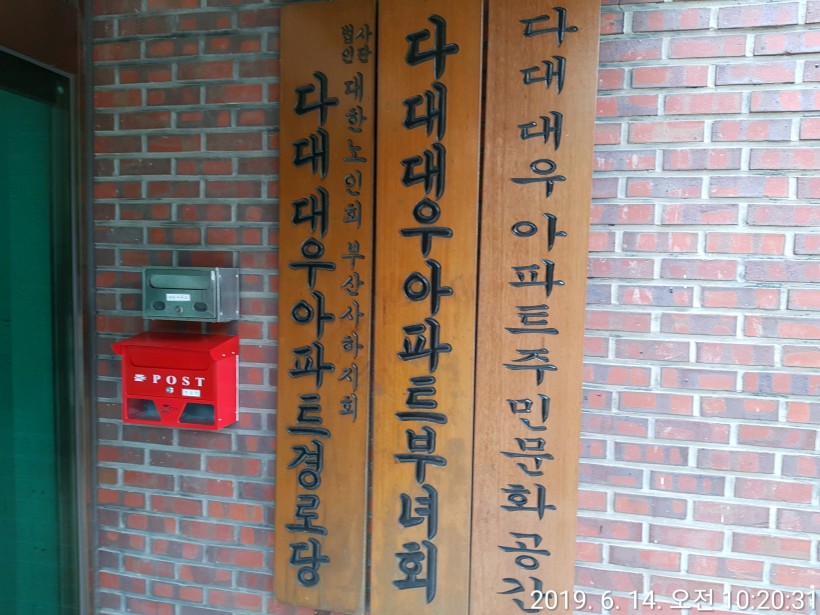 사단
법인
대한노인회 부산사하지회
다대대우아파트경로당
다대대우아파트부녀회
다대 대우아파트주민문화공간
POST
2019. 6. 14. 오전 10:20:31